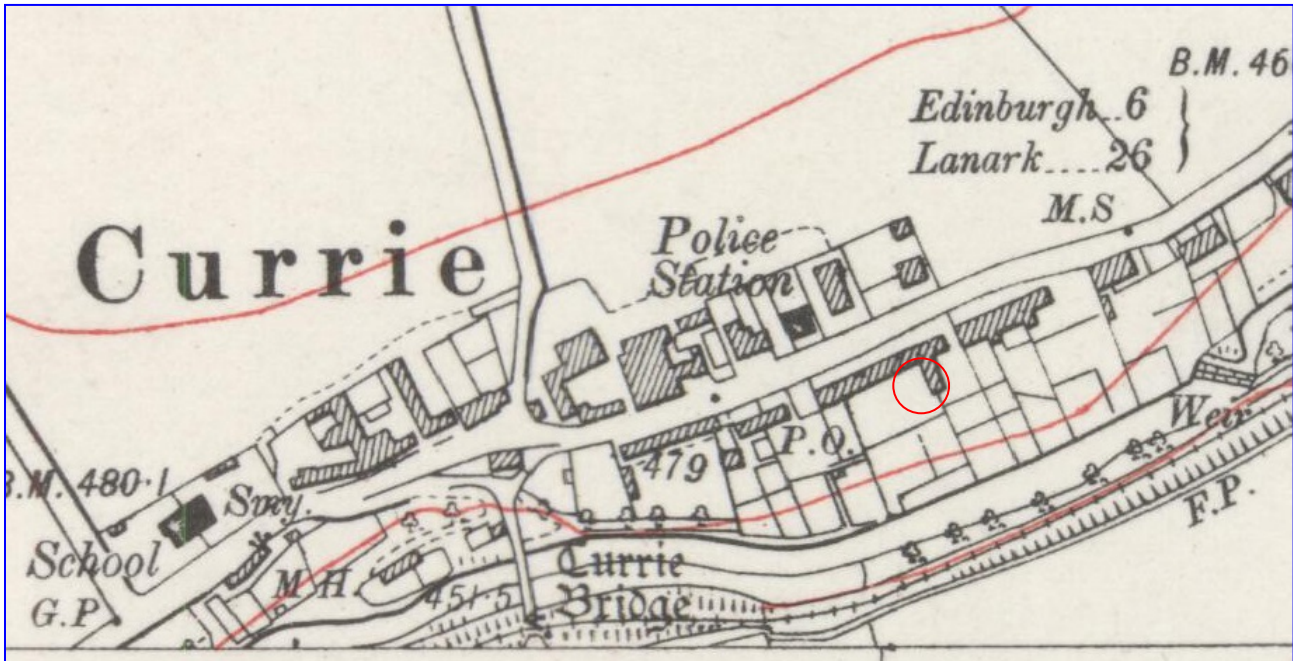 B.M. 46
Edinburgh..6
Lanark....26
M.S
Currie
Police
Station
P.O.
479
Weir
F.P.
B.M. 480·1
Smy.
School
M.H.
G.P
451·5
Currie
Bridge